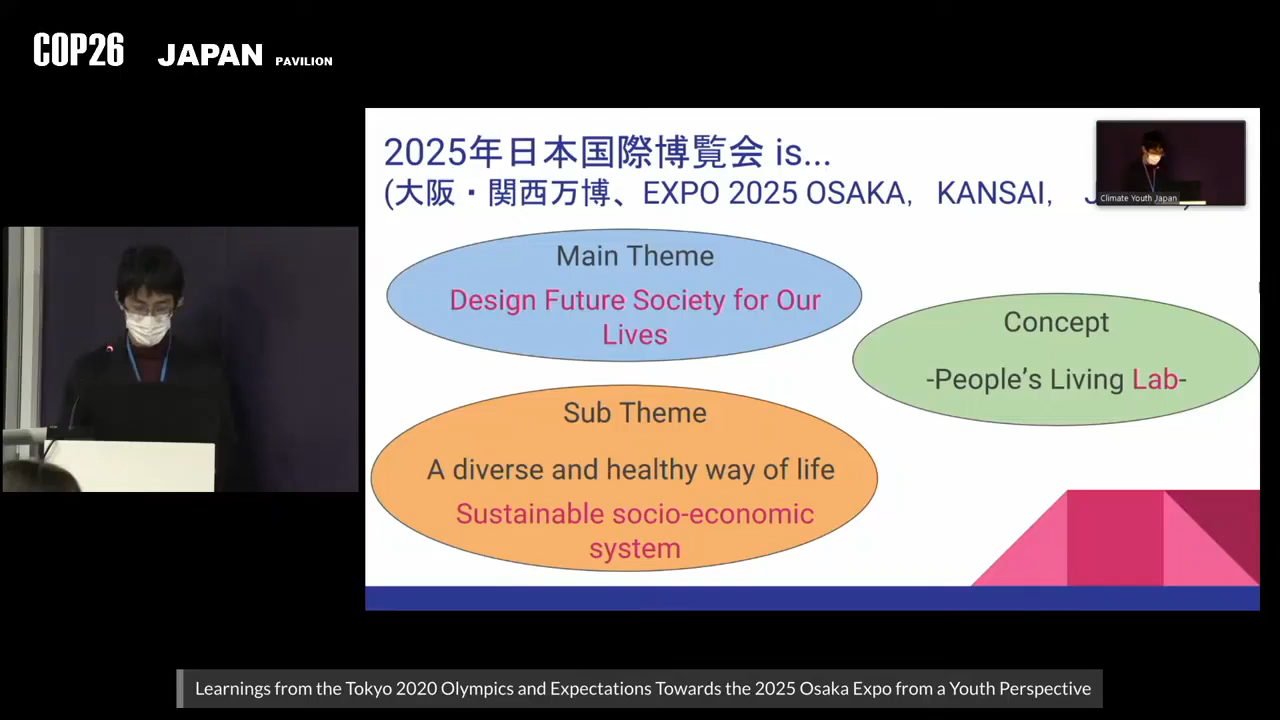 COP26 JAPAN PAVILION
2025年日本国際博覧会 is...
(大阪・関西万博、EXPO 2025 OSAKA, KANSAI,
Climate Youth Japan
Main Theme
Design Future Society for Our
Lives
Concept
-People's Living Lab-
Sub Theme
A diverse and healthy way of life
Sustainable socio-economic
system
Learnings from the Tokyo 2020 Olympics and Expectations Towards the 2025 Osaka Expo from a Youth Perspective